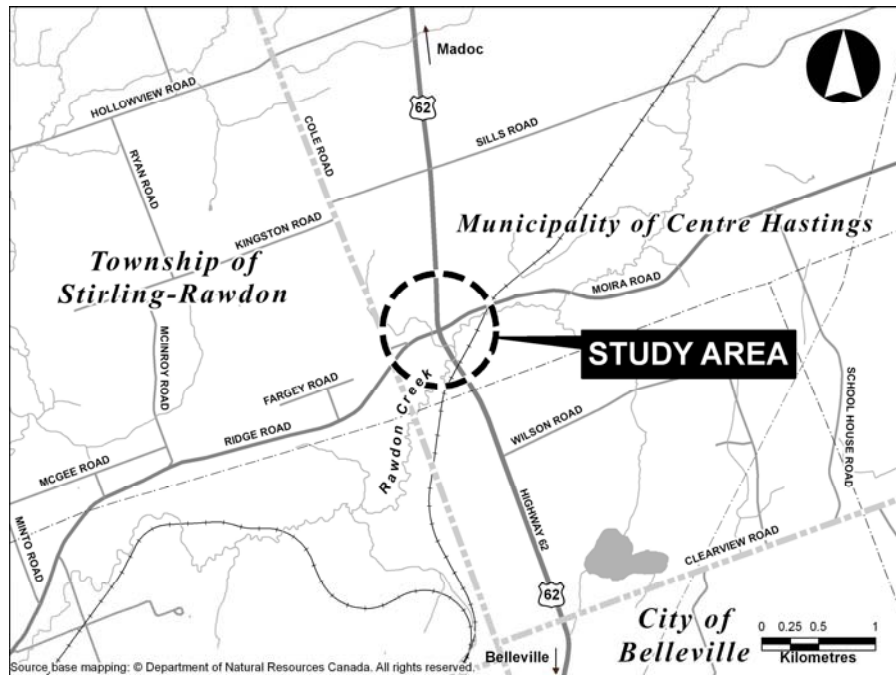 Madoc
HOLLOWVIEW ROAD
62
COLE ROAD
RYAN ROAD
SILLS ROAD
KINGSTON ROAD
Municipality of Centre Hastings
Township of
Stirling-Rawdon
MOIRA ROAD
MCINROY ROAD
STUDY AREA
FARGEY ROAD
Rawdon Creek
SCHOOL HOUSE ROAD
RIDGE ROAD
WILSON ROAD
MCGEE ROAD
HIGHWAY 62
MINTO ROAD
CLEARVIEW ROAD
62
City of
Belleville
0 0.25 0.5 1
Kilometres
Belleville
Source base mapping: © Department of Natural Resources Canada. All rights reserved.